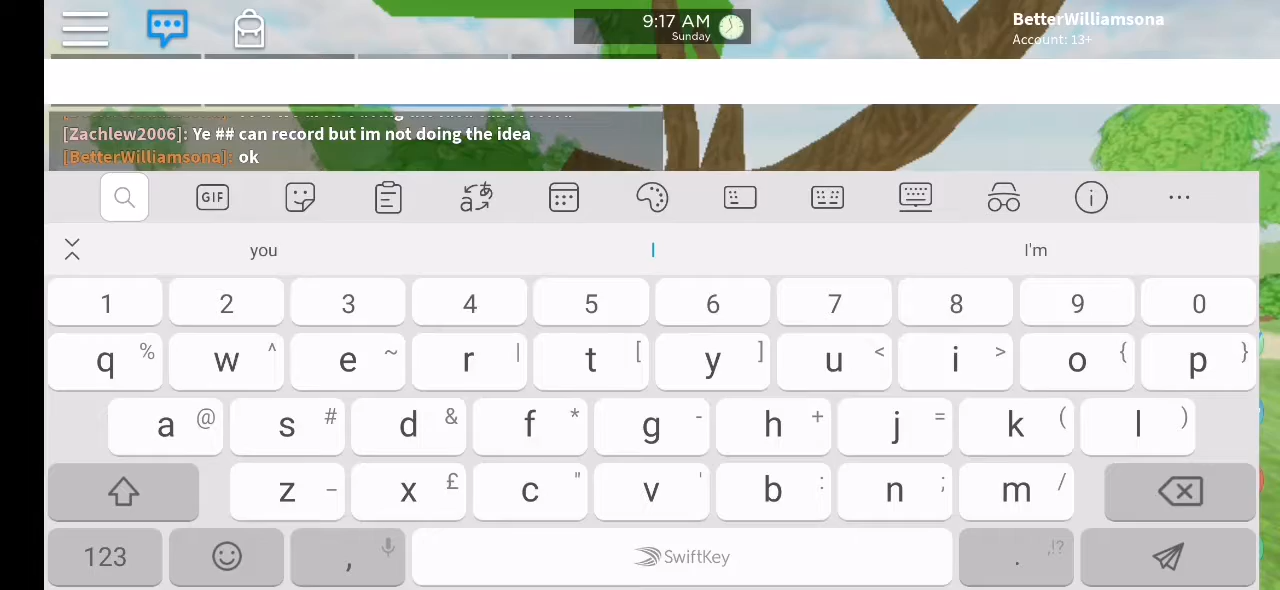 9:17 AM
Sunday
BetterWilliamsona
Account: 13+
[Zachlew2006]: Ye ## can record but im not doing the idea
[BetterWilliamsona]: ok
GIF
you
I
I'm
1 2 3 4 5 6 7 8 9 0
q % w ^ e ~ r | t [ y ] u < i > o { p }
a @ s # d & f * g - h + j = k ( l )
z _ x £ c " v ' b : n ; m /
123 , SwiftKey . ,!?